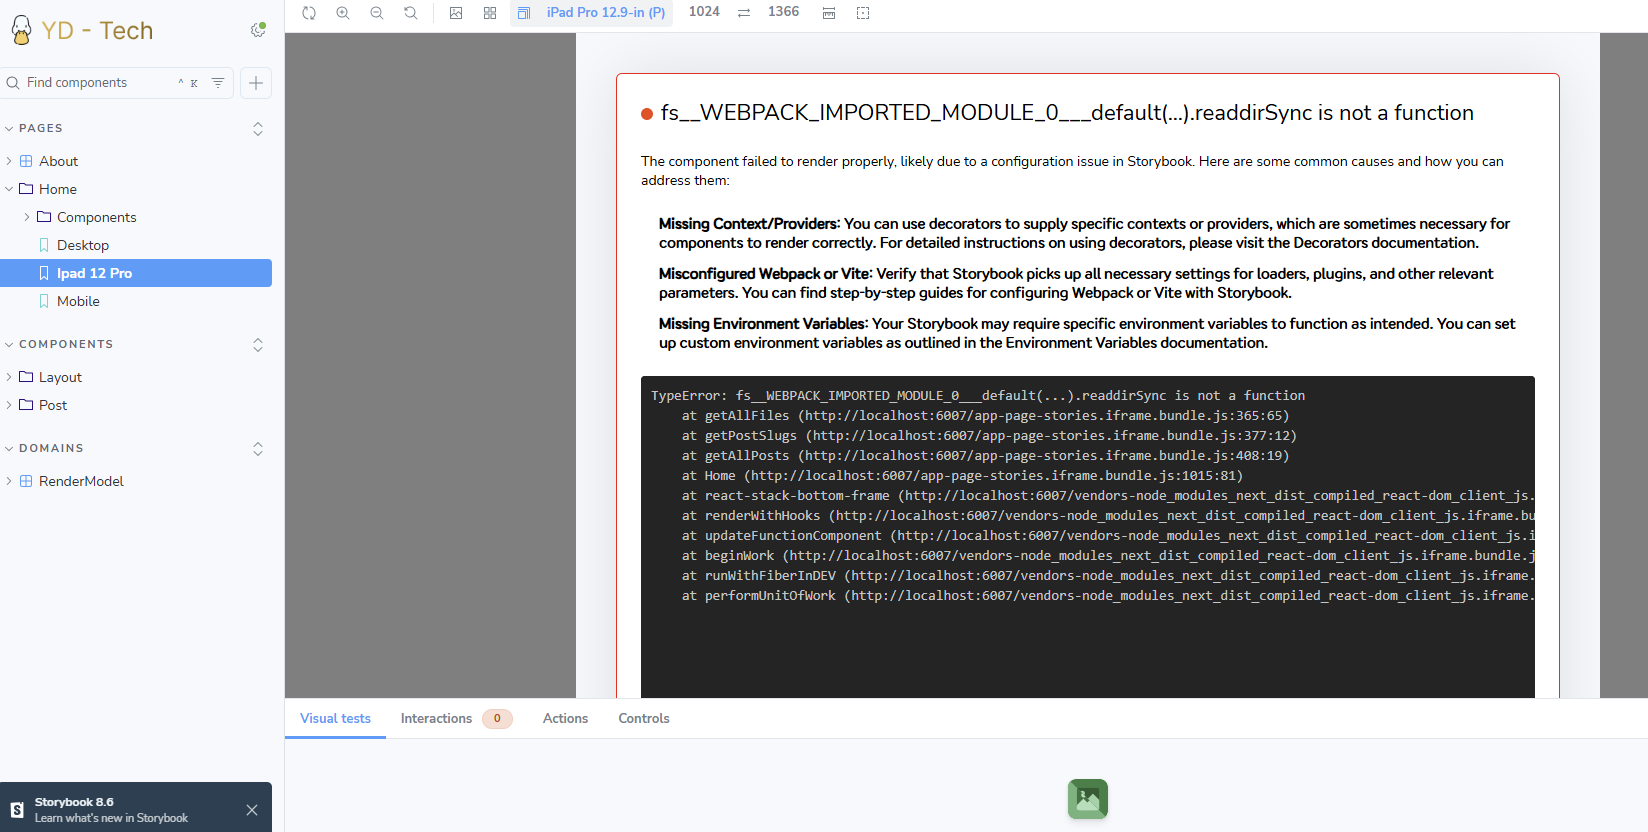 YD - Tech
Find components
^ K
PAGES
About
Home
Components
Desktop
Ipad 12 Pro
Mobile
COMPONENTS
Layout
Post
DOMAINS
RenderModel
Storybook 8.6
Learn what's new in Storybook
iPad Pro 12.9-in (P)
1024
1366
fs__WEBPACK_IMPORTED_MODULE_0___default(...).readdirSync is not a function
The component failed to render properly, likely due to a configuration issue in Storybook. Here are some common causes and how you can
address them:
Missing Context/Providers: You can use decorators to supply specific contexts or providers, which are sometimes necessary for
components to render correctly. For detailed instructions on using decorators, please visit the Decorators documentation.
Misconfigured Webpack or Vite: Verify that Storybook picks up all necessary settings for loaders, plugins, and other relevant
parameters. You can find step-by-step guides for configuring Webpack or Vite with Storybook.
Missing Environment Variables: Your Storybook may require specific environment variables to function as intended. You can set
up custom environment variables as outlined in the Environment Variables documentation.
TypeError: fs__WEBPACK_IMPORTED_MODULE_0___default(...).readdirSync is not a function
at getAllFiles (http://localhost:6007/app-page-stories.iframe.bundle.js:365:65)
at getPostSlugs (http://localhost:6007/app-page-stories.iframe.bundle.js:377:12)
at getAllPosts (http://localhost:6007/app-page-stories.iframe.bundle.js:408:19)
at Home (http://localhost:6007/app-page-stories.iframe.bundle.js:1015:81)
at react-stack-bottom-frame (http://localhost:6007/vendors-node_modules_next_dist_compiled_react-dom_client_js.
at renderWithHooks (http://localhost:6007/vendors-node_modules_next_dist_compiled_react-dom_client_js.iframe.bu
at updateFunctionComponent (http://localhost:6007/vendors-node_modules_next_dist_compiled_react-dom_client_js.i
at beginWork (http://localhost:6007/vendors-node_modules_next_dist_compiled_react-dom_client_js.iframe.bundle.j
at runWithFiberInDEV (http://localhost:6007/vendors-node_modules_next_dist_compiled_react-dom_client_js.iframe.
at performUnitOfWork (http://localhost:6007/vendors-node_modules_next_dist_compiled_react-dom_client_js.iframe.
Visual tests
Interactions 0
Actions
Controls